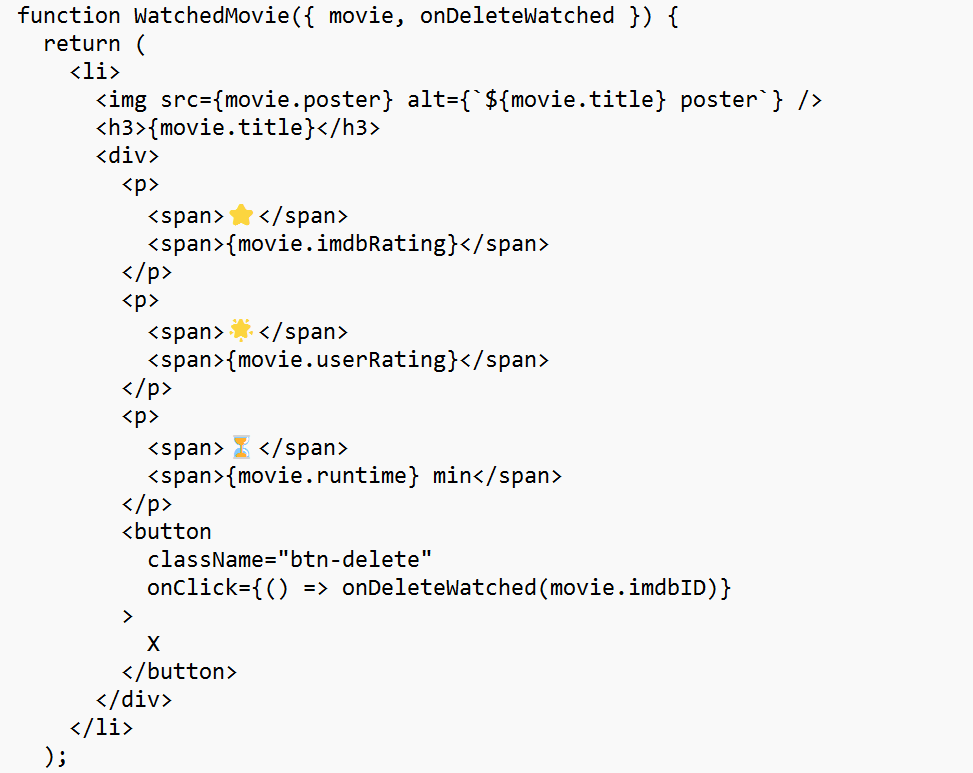 function WatchedMovie({ movie, onDeleteWatched }) {
  return (
    <li>
      <img src={movie.poster} alt={`${movie.title} poster`} />
      <h3>{movie.title}</h3>
      <div>
        <p>
          <span>⭐️</span>
          <span>{movie.imdbRating}</span>
        </p>
        <p>
          <span>🌟</span>
          <span>{movie.userRating}</span>
        </p>
        <p>
          <span>⏳</span>
          <span>{movie.runtime} min</span>
        </p>
        <button
          className="btn-delete"
          onClick={() => onDeleteWatched(movie.imdbID)}
        >
          X
        </button>
      </div>
    </li>
  );